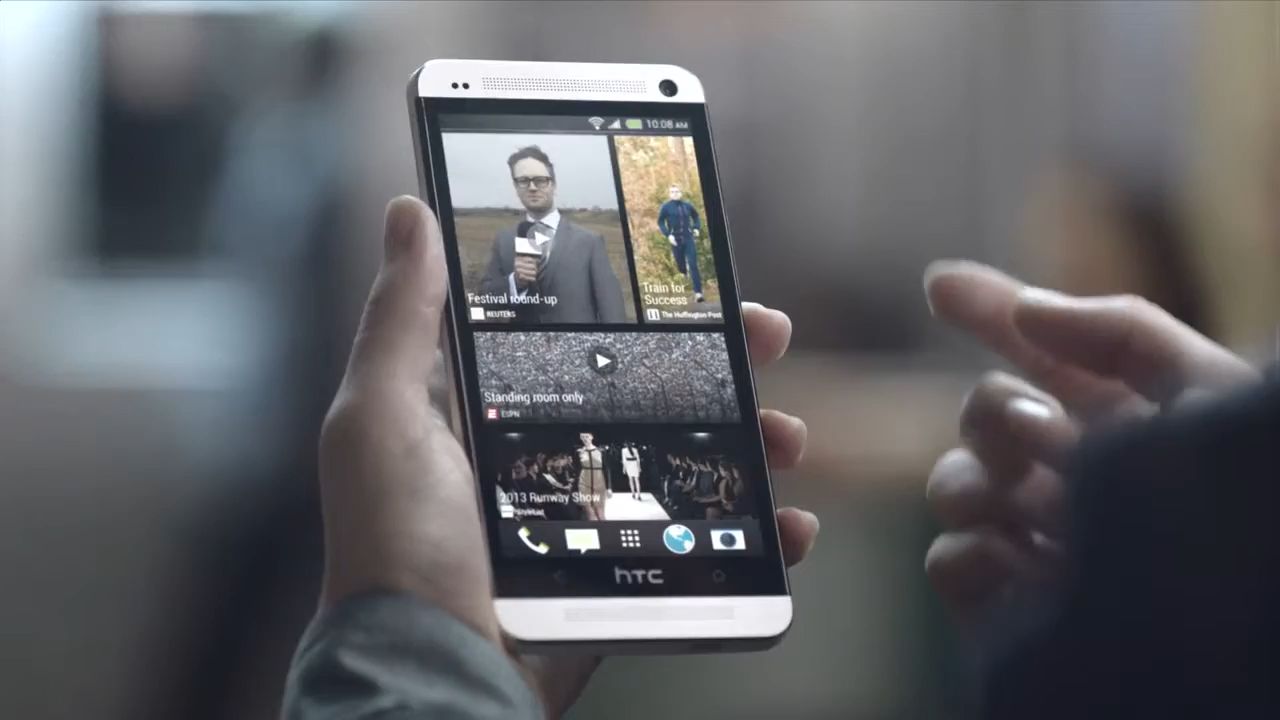 10:08 AM
Festival round-up
REUTERS
Train for
Success
The Huffington Post
Standing room only
ESPN
2013 Runway Show
hTC